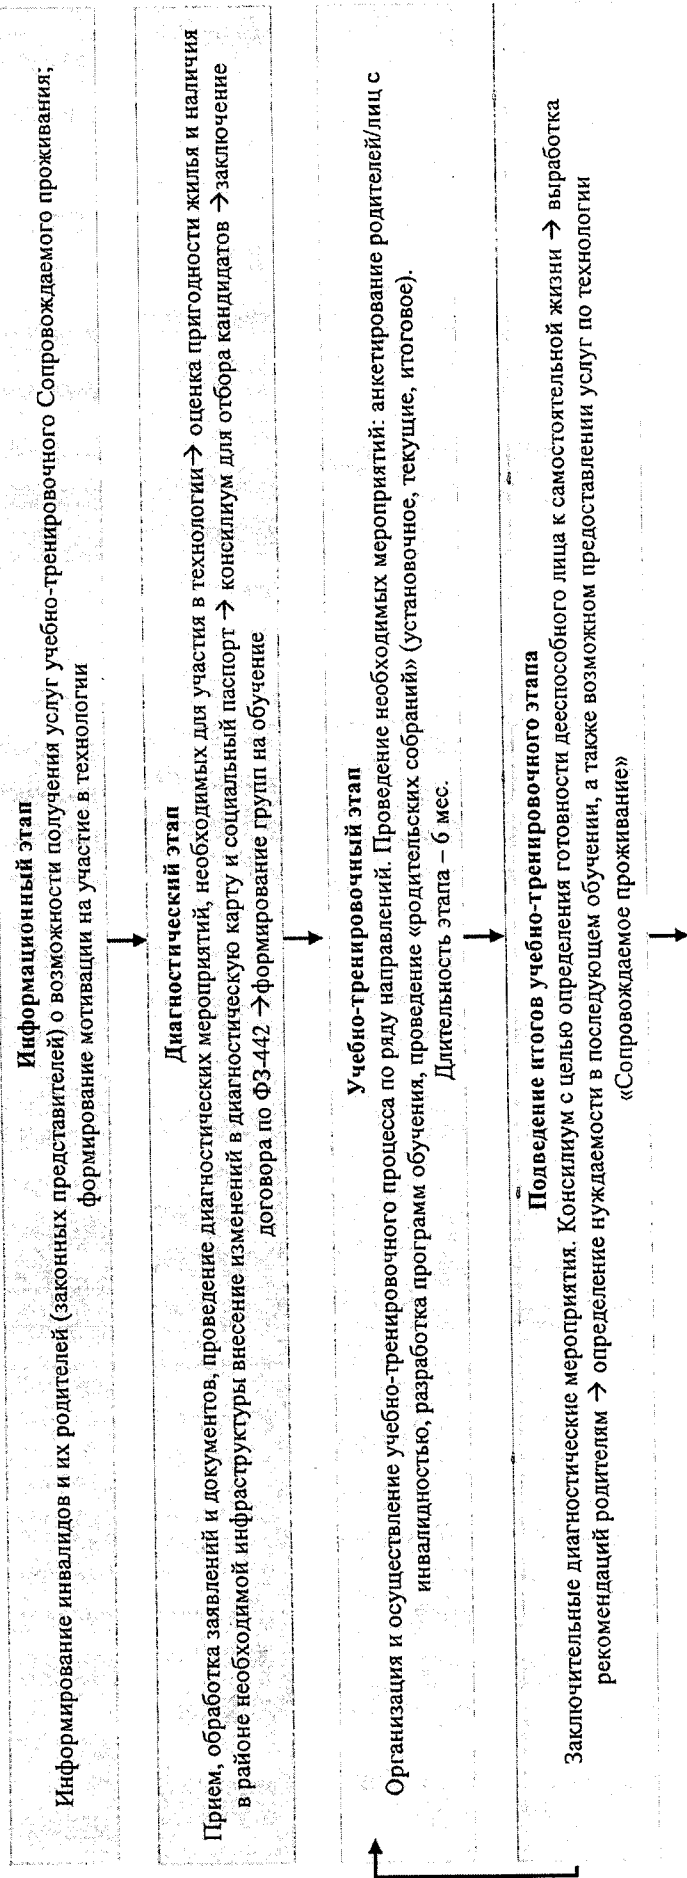 Информационный этап
Информирование инвалидов и их родителей (законных представителей) о возможности получения услуг учебно-тренировочного Сопровождаемого проживания;
формирование мотивации на участие в технологии
Диагностический этап
Прием, обработка заявлений и документов, проведение диагностических мероприятий, необходимых для участия в технологии→ оценка пригодности жилья и наличия
в районе необходимой инфраструктуры внесение изменений в диагностическую карту и социальный паспорт → консилиум для отбора кандидатов →заключение
договора по ФЗ-442 →формирование групп на обучение
Учебно-тренировочный этап
Организация и осуществление учебно-тренировочного процесса по ряду направлений. Проведение необходимых мероприятий: анкетирование родителей/лиц с
инвалидностью, разработка программ обучения, проведение «родительских собраний» (установочное, текущие, итоговое).
Длительность этапа – 6 мес.
Подведение итогов учебно-тренировочного этапа
Заключительные диагностические мероприятия. Консилиум с целью определения готовности дееспособного лица к самостоятельной жизни → выработка
рекомендаций родителям → определение нуждаемости в последующем обучении, а также возможном предоставлении услуг по технологии
«Сопровождаемое проживание»